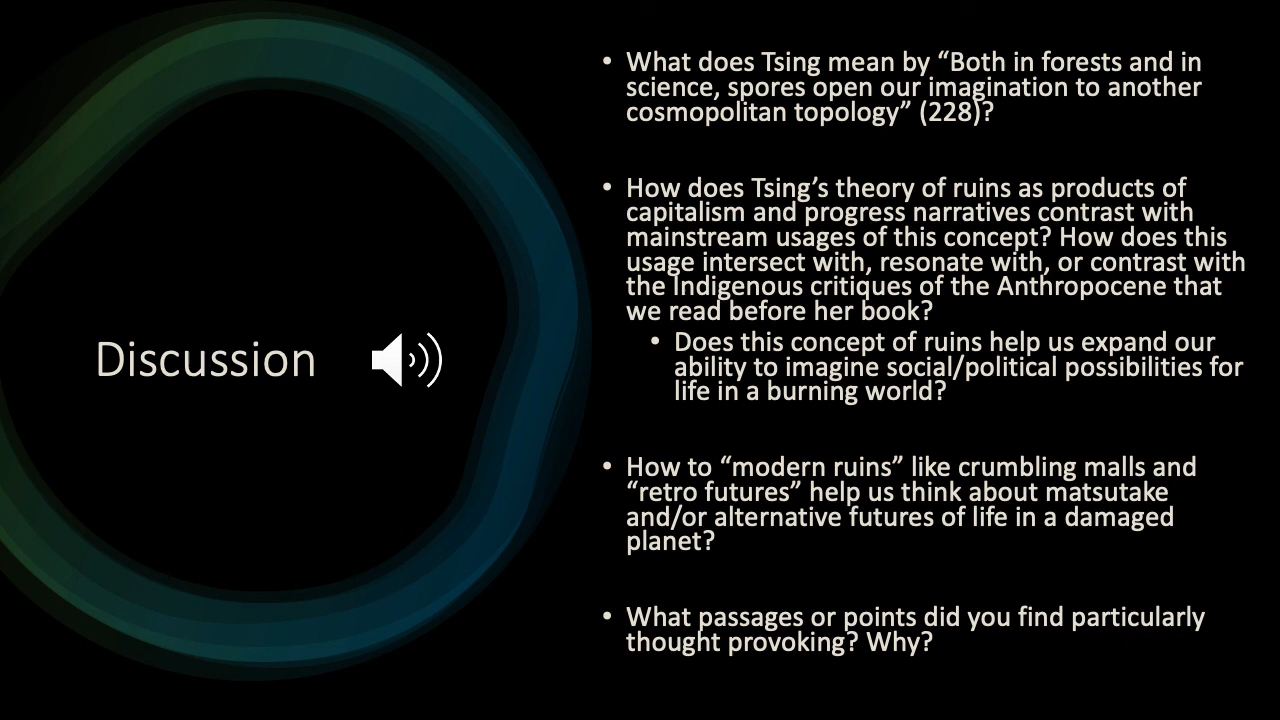 Discussion
• What does Tsing mean by “Both in forests and in
science, spores open our imagination to another
cosmopolitan topology” (228)?
• How does Tsing’s theory of ruins as products of
capitalism and progress narratives contrast with
mainstream usages of this concept? How does this
usage intersect with, resonate with, or contrast with
the Indigenous critiques of the Anthropocene that
we read before her book?
• Does this concept of ruins help us expand our
ability to imagine social/political possibilities for
life in a burning world?
• How to “modern ruins” like crumbling malls and
“retro futures” help us think about matsutake
and/or alternative futures of life in a damaged
planet?
• What passages or points did you find particularly
thought provoking? Why?